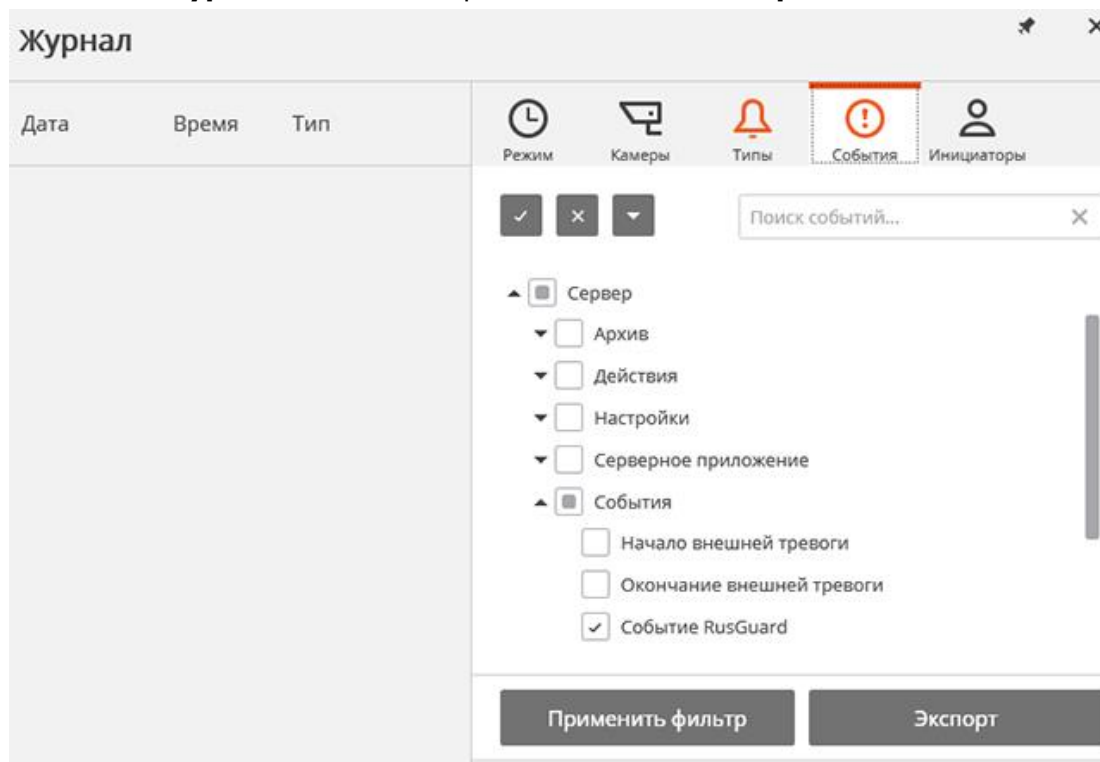 Журнал
Дата Время Тип
Режим Камеры Типы События Инициаторы
Поиск событий...
Сервер
Архив
Действия
Настройки
Серверное приложение
События
Начало внешней тревоги
Окончание внешней тревоги
Событие RusGuard
Применить фильтр Экспорт